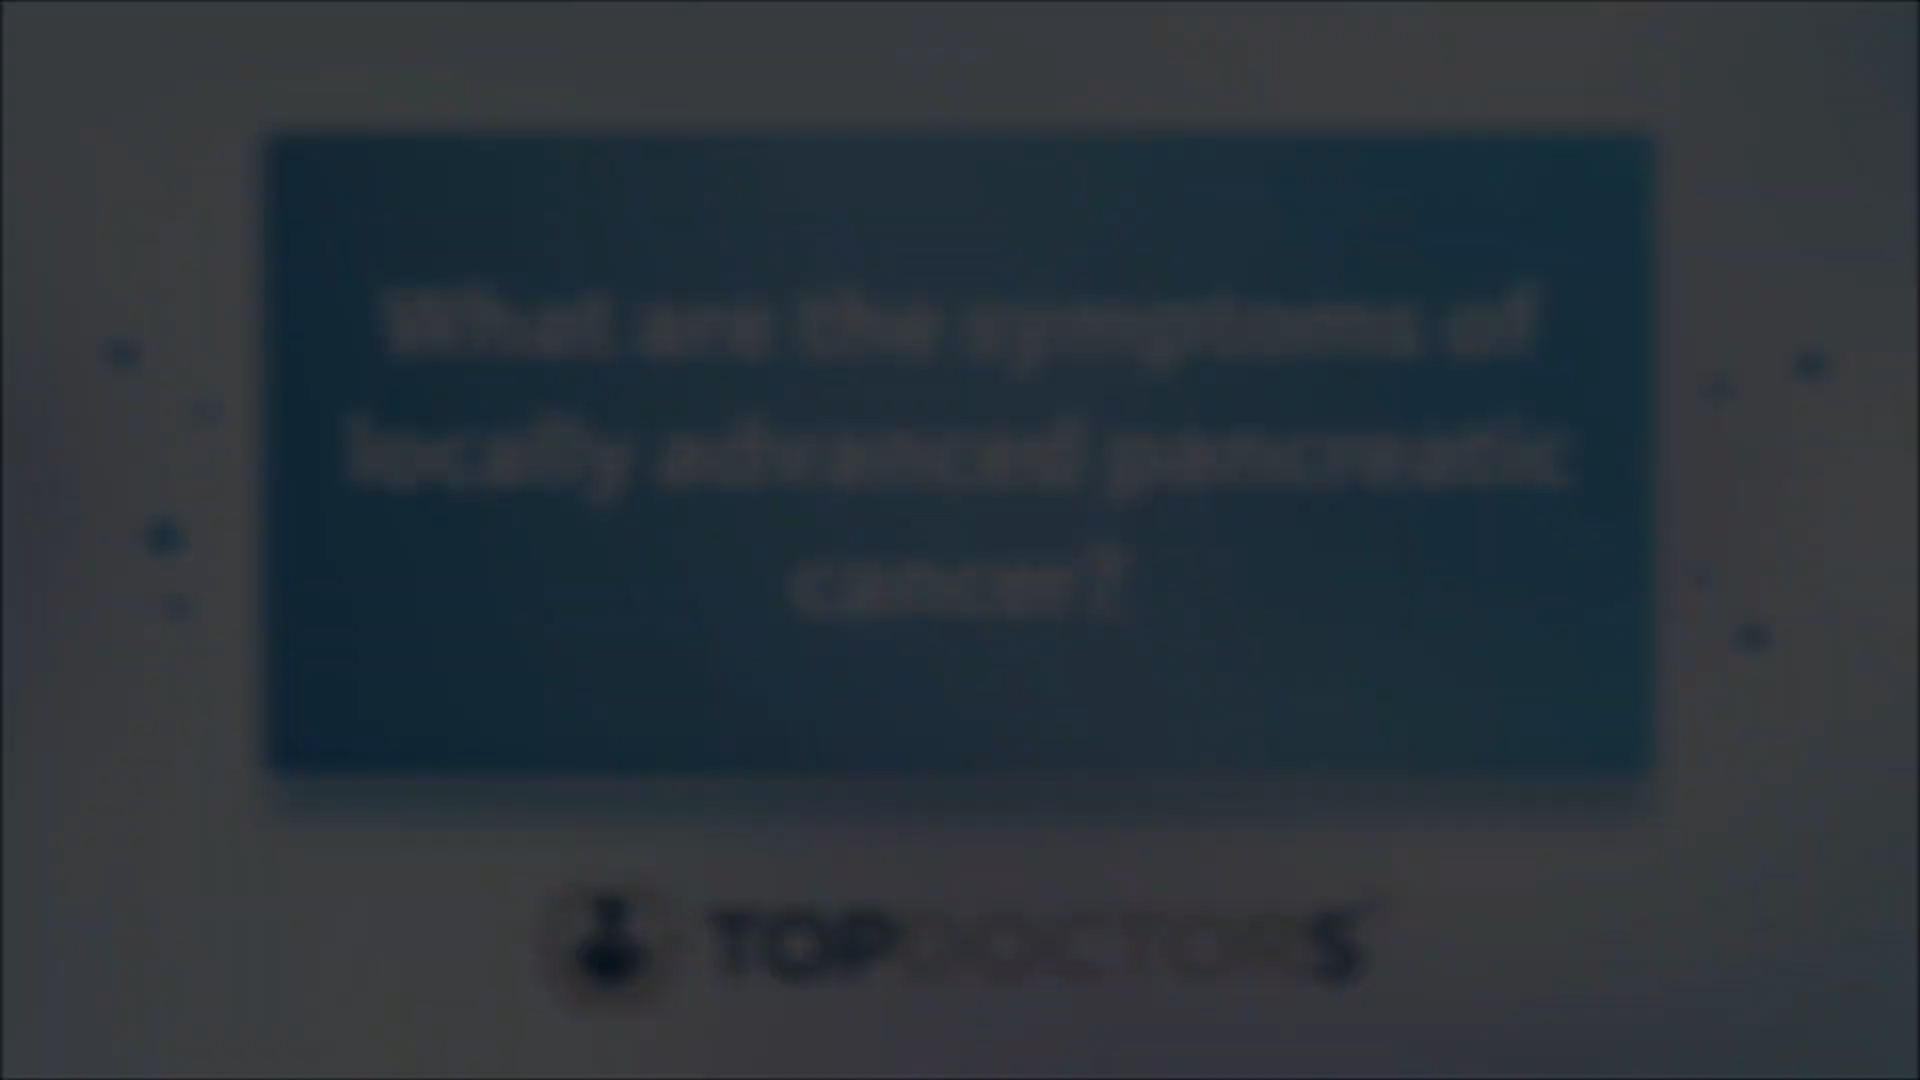 What are the symptoms of
locally advanced pancreatic
cancer?
TOPDOCTORS